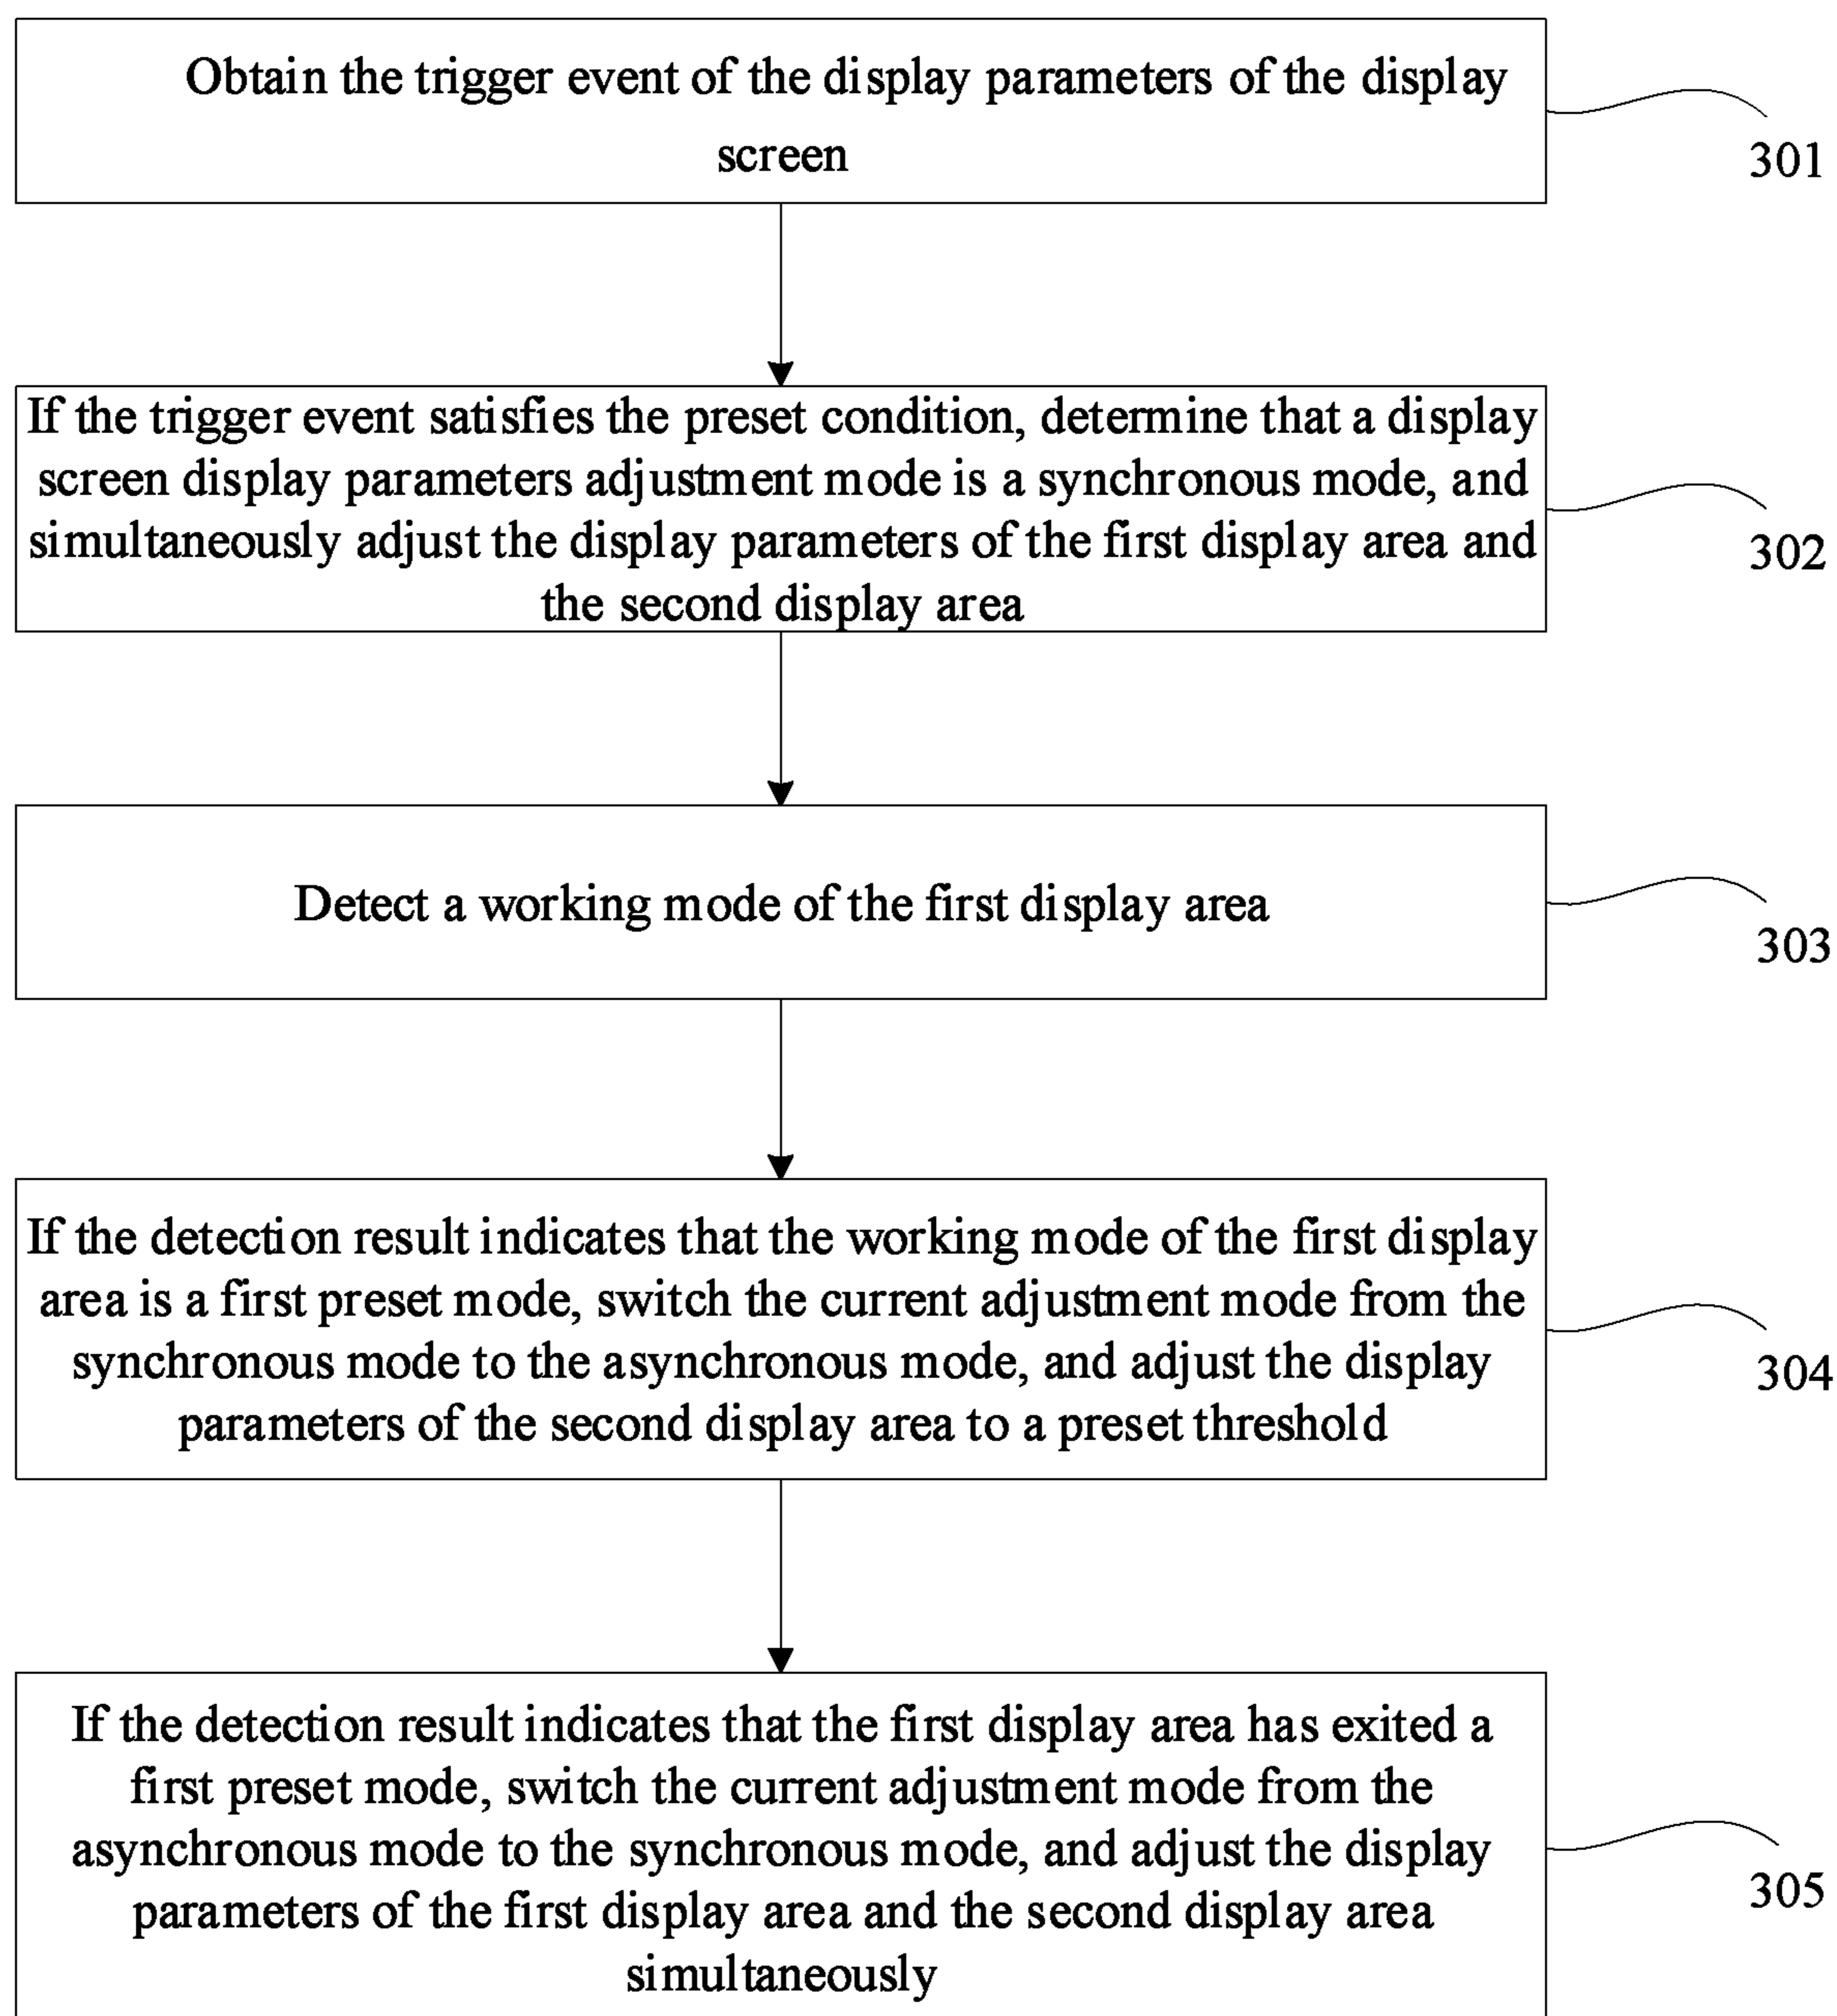 Obtain the trigger event of the display parameters of the display
screen
301
If the trigger event satisfies the preset condition, determine that a display
screen display parameters adjustment mode is a synchronous mode, and
simultaneously adjust the display parameters of the first display area and
the second display area
302
Detect a working mode of the first display area
303
If the detection result indicates that the working mode of the first display
area is a first preset mode, switch the current adjustment mode from the
synchronous mode to the asynchronous mode, and adjust the display
parameters of the second display area to a preset threshold
304
If the detection result indicates that the first display area has exited a
first preset mode, switch the current adjustment mode from the
asynchronous mode to the synchronous mode, and adjust the display
parameters of the first display area and the second display area
simultaneously
305